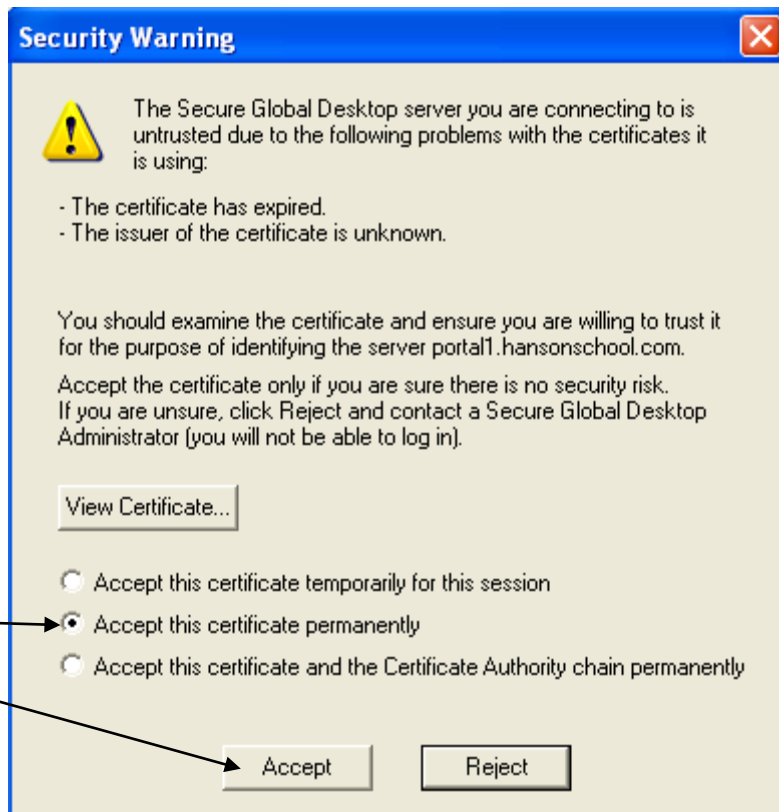 Security Warning
The Secure Global Desktop server you are connecting to is
untrusted due to the following problems with the certificates it
is using:
- The certificate has expired.
- The issuer of the certificate is unknown.
You should examine the certificate and ensure you are willing to trust it
for the purpose of identifying the server portal1.hansonschool.com.
Accept the certificate only if you are sure there is no security risk.
If you are unsure, click Reject and contact a Secure Global Desktop
Administrator (you will not be able to log in).
View Certificate...
Accept this certificate temporarily for this session
Accept this certificate permanently
Accept this certificate and the Certificate Authority chain permanently
Accept Reject